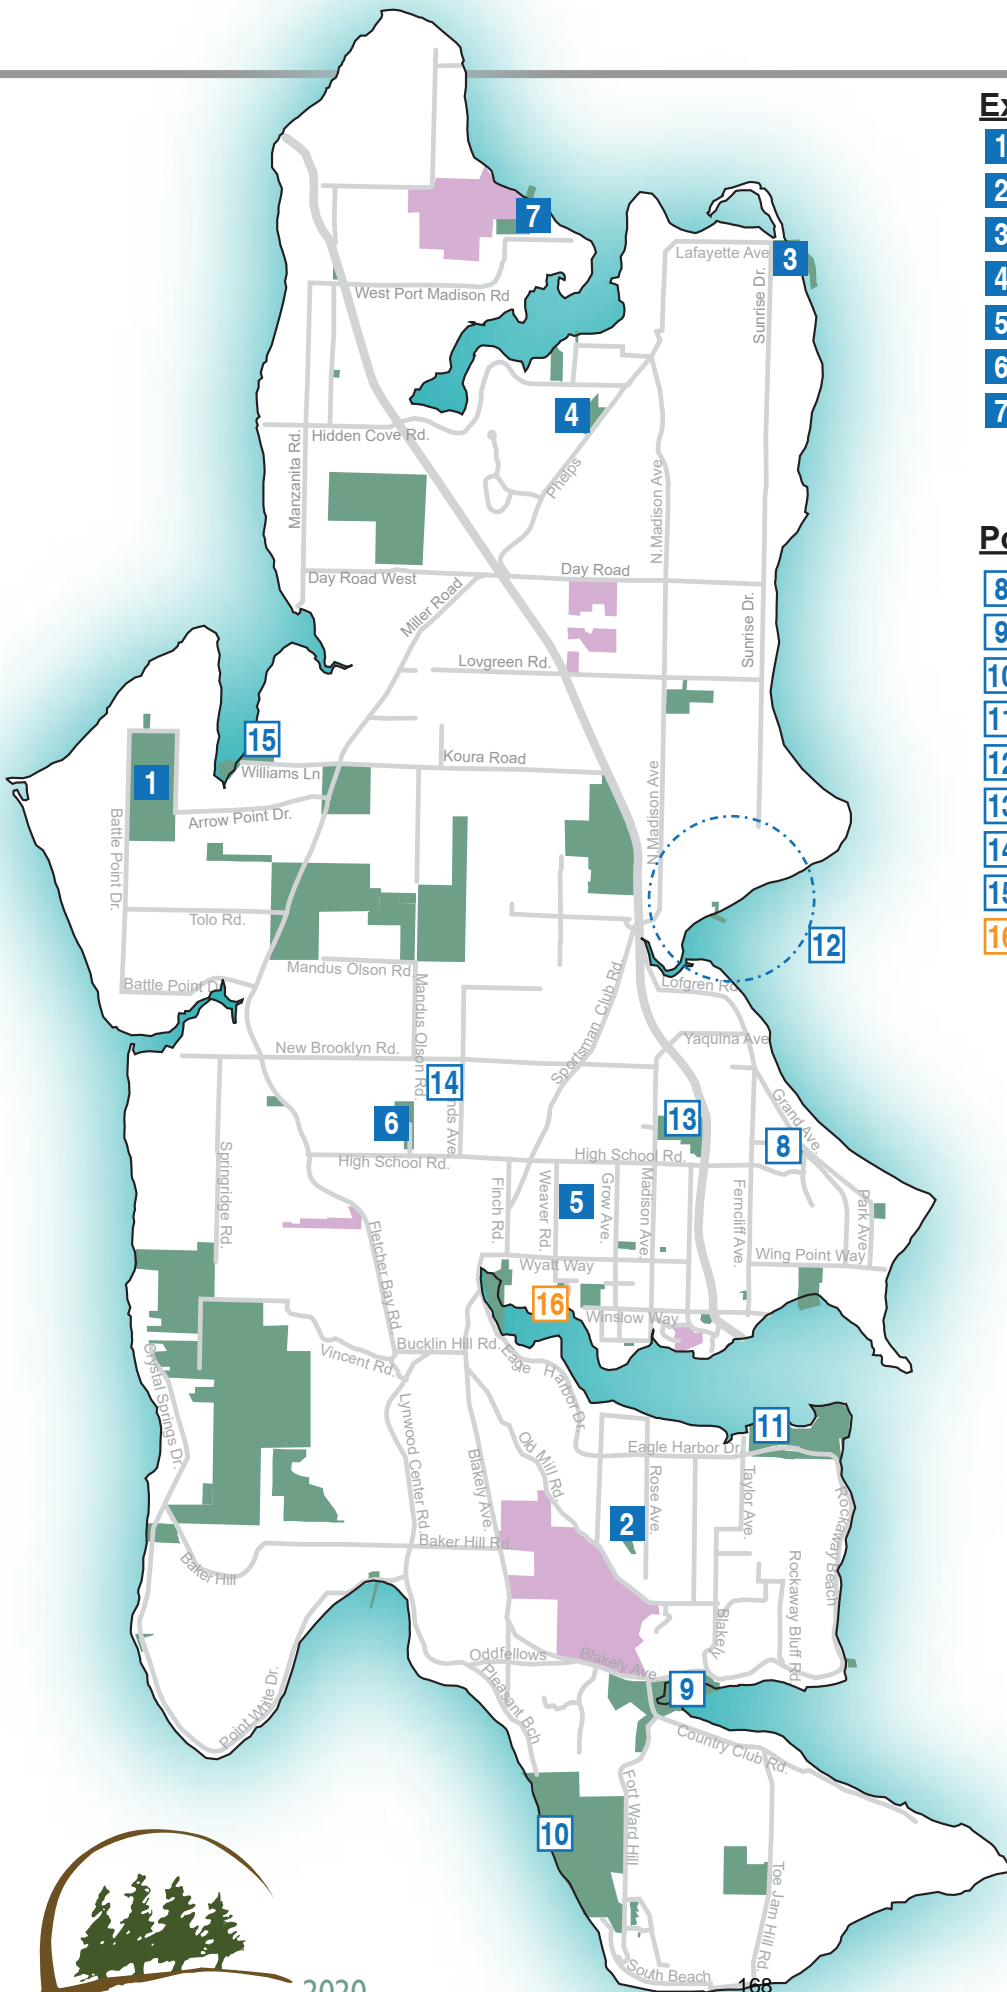 Ex
1
2
3
4
5
6
7
7
3
Lafayette Ave
Sunrise Dr.
West Port Madison Rd
4
Hidden Cove Rd.
Manzanita Rd.
Phelps
N.Madison Ave
Po
Day Road
Day Road West
8
Miller Road
Sunrise Dr.
9
Lovgreen Rd.
10
11
15
Koura Road
12
Williams Ln
1
N.Madison Ave
13
Arrow Point Dr.
Battle Point Dr.
14
15
Tolo Rd.
16
12
Mandus Olson Rd
Battle Point D
Mandus Olson Rd.
Sportsman Club Rd.
Lofgren Rd
Yaquina Ave
New Brooklyn Rd.
14
nds Ave
6
13
Grand Ave.
8
High School Rd.
High School Rd.
Springridge Rd.
Finch Rd.
Weaver Rd.
5
Grow Ave.
Madison Ave.
Ferncliff Ave.
Park Ave.
Fletcher Bay Rd.
Wyatt Way
Wing Point Way
16
Winslow Way
Bucklin Hill Rd.
Vincent Rd.
Eage Harbor Dr.
Crystal Springs Dr.
Lynwood Center Rd.
11
Old Mill Rd.
Eagle Harbor Dr.
Blakely Ave.
Rose Ave.
Taylor Ave.
Rockaway Beach
2
Baker Hill Rd
Baker Hill
Rockaway Bluff Rd
Blakely
Oddfellows
Blakely Ave
Pleasant Bch
9
Point White Dr.
Country Club Rd.
Fort Ward Hill
10
Toe Jam Hill Rd.
South Beach
2020
168